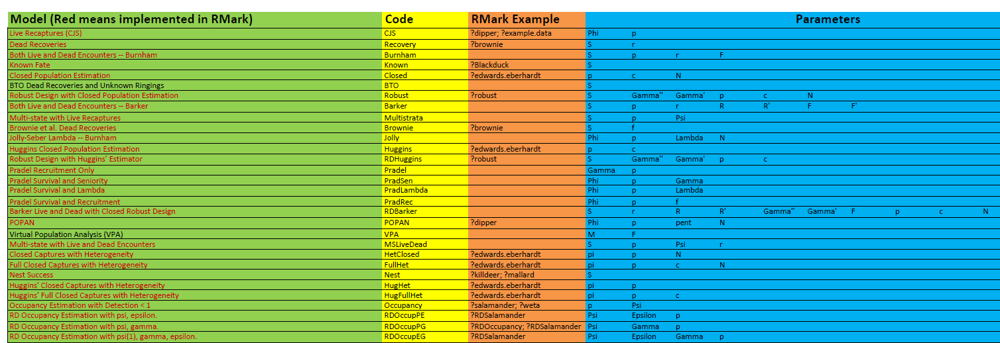 Model (Red means implemented in RMark) Code RMark Example Parameters
Live Recaptures (CJS) CJS ?dipper; ?example.data Phi p
Dead Recoveries Recovery ?brownie S r
Both Live and Dead Encounters -- Burnham Burnham S p r F
Known Fate Known ?Blackduck S
Closed Population Estimation Closed ?edwards.eberhardt p c N
BTO Dead Recoveries and Unknown Ringings BTO S
Robust Design with Closed Population Estimation Robust ?robust S Gamma" Gamma' p c N
Both Live and Dead Encounters -- Barker Barker S p r R R' F F'
Multi-state with Live Recaptures Multistrata S p Psi
Brownie et al. Dead Recoveries Brownie ?brownie S f
Jolly-Seber Lambda -- Burnham Jolly Phi p Lambda N
Huggins Closed Population Estimation Huggins ?edwards.eberhardt p c
Robust Design with Huggins' Estimator RDHuggins ?robust S Gamma" Gamma' p c
Pradel Recruitment Only Pradel Gamma p
Pradel Survival and Seniority PradSen Phi p Gamma
Pradel Survival and Lambda PradLambda Phi p Lambda
Pradel Survival and Recruitment PradRec Phi p f
Barker Live and Dead with Closed Robust Design RDBarker S r R R' Gamma" Gamma' F p c N
POPAN POPAN ?dipper Phi p pent N
Virtual Population Analysis (VPA) VPA M F
Multi-state with Live and Dead Encounters MSLiveDead S p Psi r
Closed Captures with Heterogeneity HetClosed ?edwards.eberhardt pi p N
Full Closed Captures with Heterogeneity FullHet ?edwards.eberhardt pi p c N
Nest Success Nest ?killdeer; ?mallard S
Huggins' Closed Captures with Heterogeneity HugHet ?edwards.eberhardt pi p
Huggins' Full Closed Captures with Heterogeneity HugFullHet ?edwards.eberhardt pi p c
Occupancy Estimation with Detection < 1 Occupancy ?salamander; ?weta p Psi
RD Occupancy Estimation with psi, epsilon. RDOccupPE ?RDSalamander Psi Epsilon p
RD Occupancy Estimation with psi, gamma. RDOccupPG ?RDOccupancy; ?RDSalamander Psi Gamma p
RD Occupancy Estimation with psi(1), gamma, epsilon. RDOccupEG ?RDSalamander Psi Epsilon Gamma p